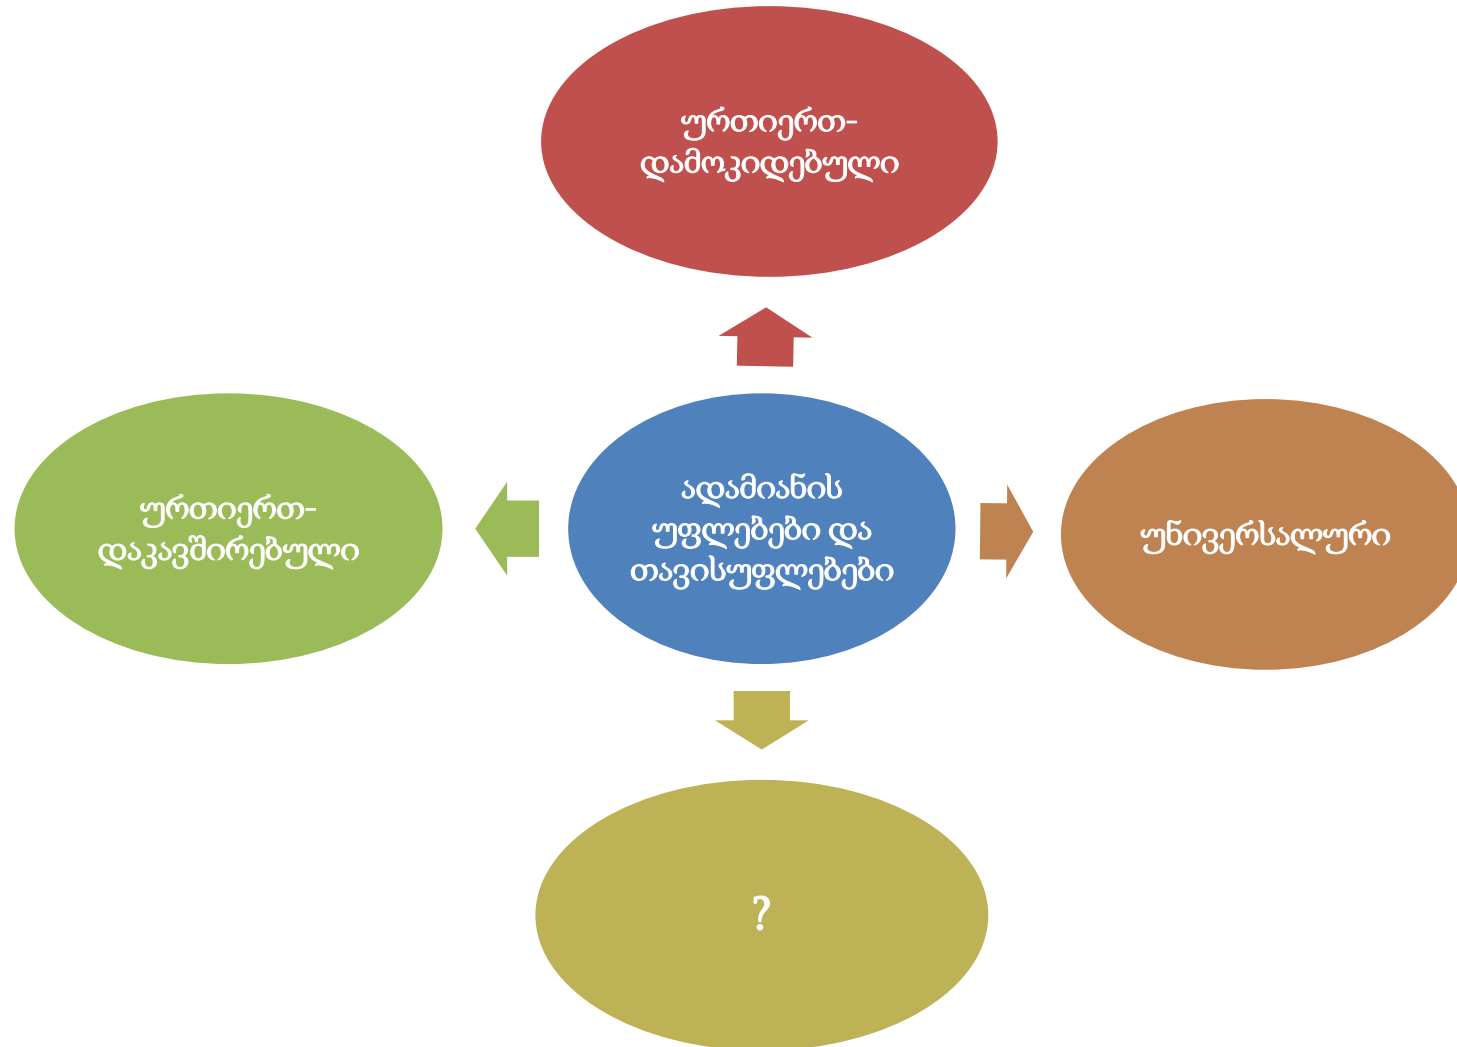 ურთიერთ-
დამოკიდებული
ურთიერთ-
დაკავშირებული
ადამიანის
უფლებები და
თავისუფლებები
უნივერსალური
?